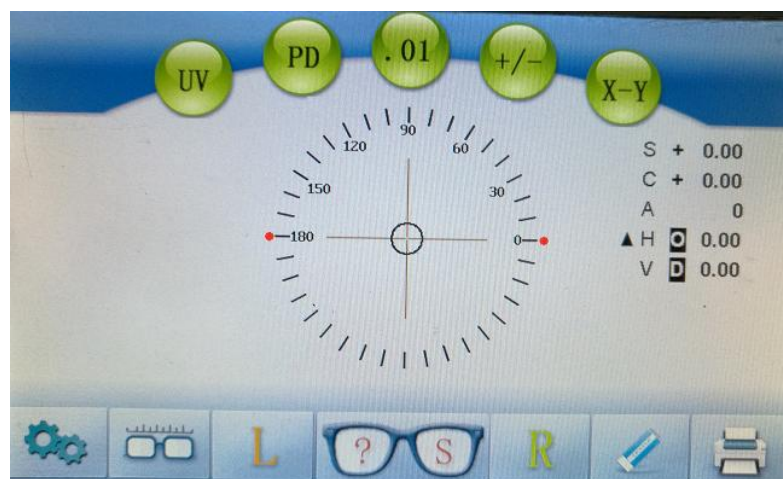 UV PD .01 +/- X-Y
90
120 60
150 30
180 0
S + 0.00
C + 0.00
A 0
▲ H O 0.00
V D 0.00
L ? S R